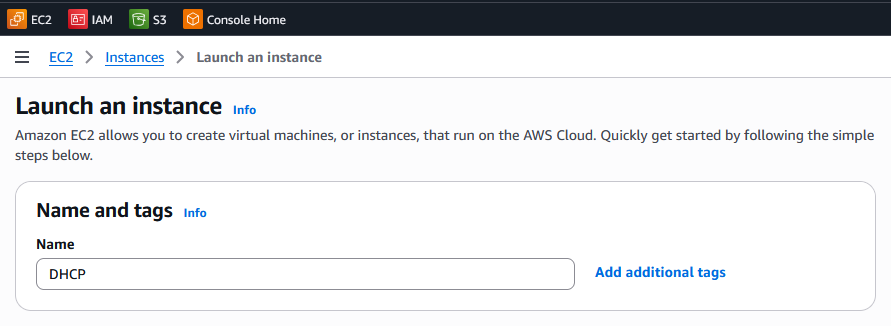 EC2 IAM S3 Console Home
EC2 Instances Launch an instance
Launch an instance Info
Amazon EC2 allows you to create virtual machines, or instances, that run on the AWS Cloud. Quickly get started by following the simple
steps below.
Name and tags Info
Name
DHCP Add additional tags